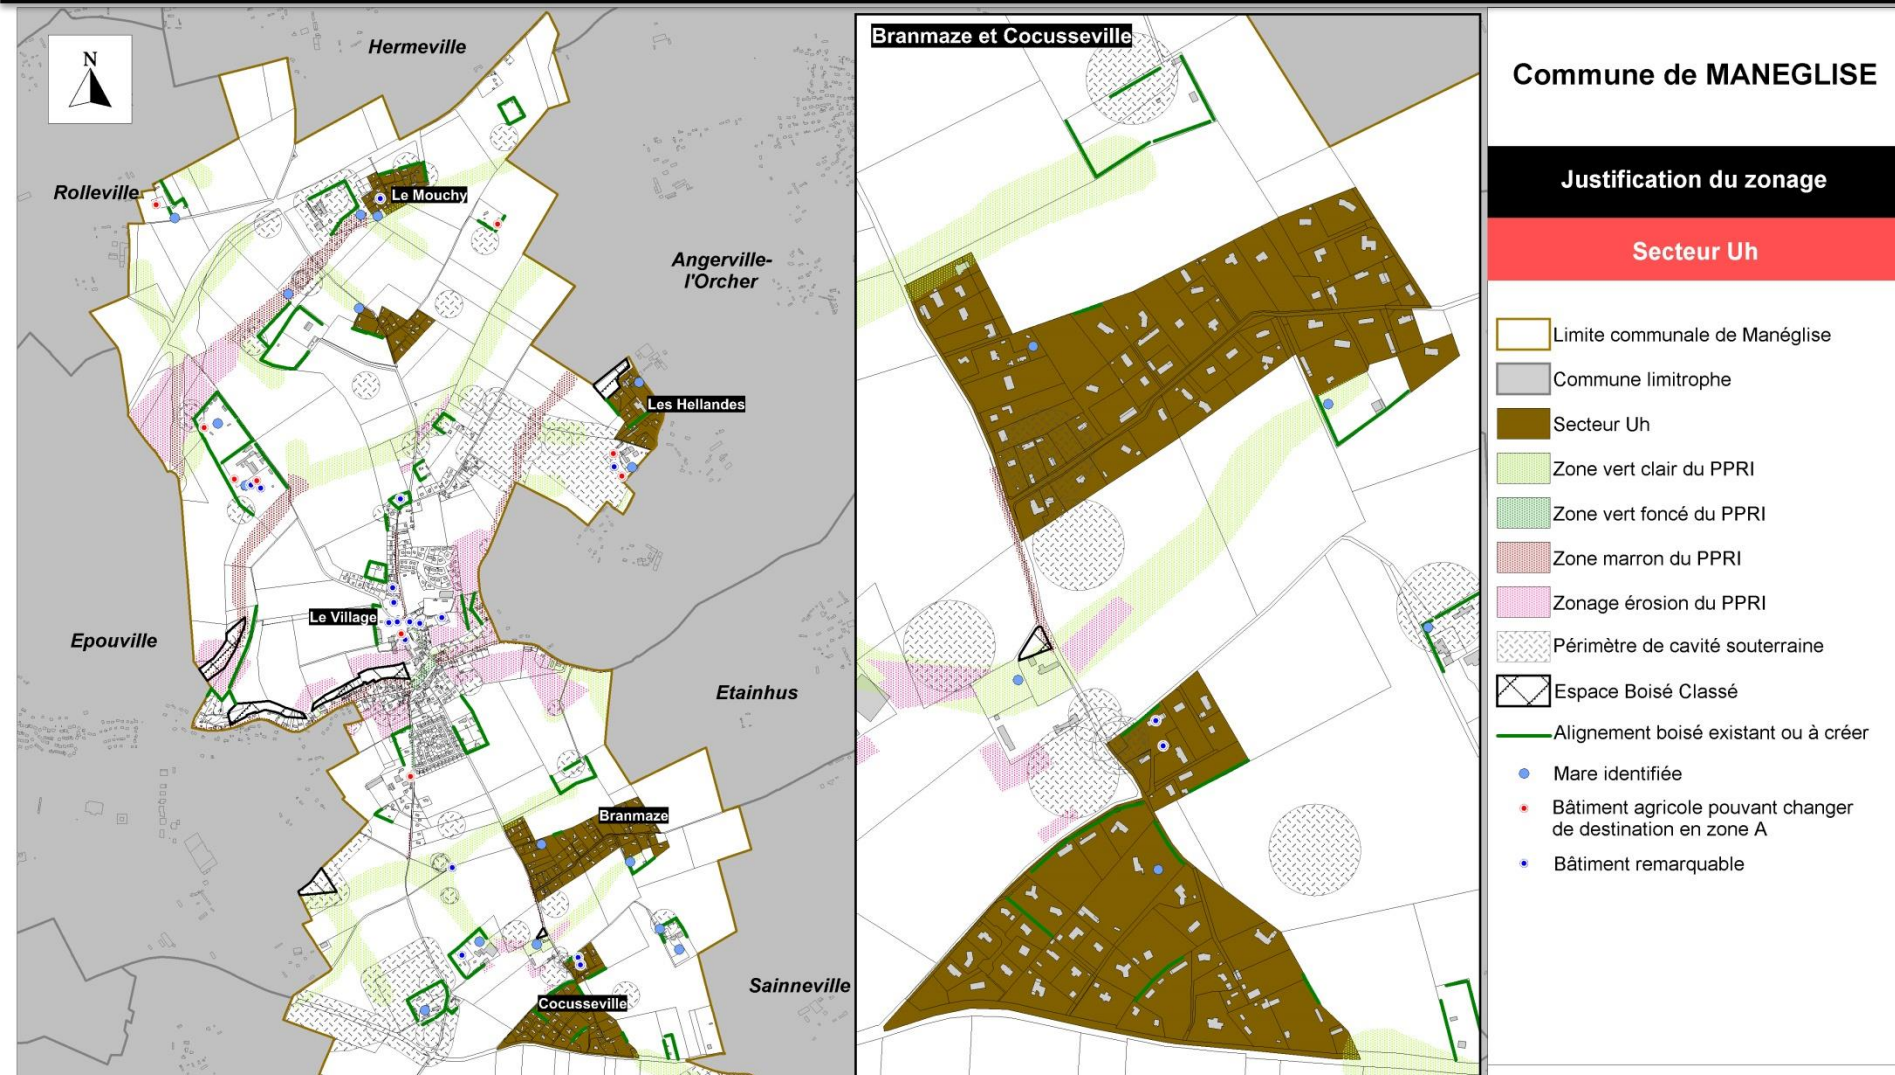 N
Hermeville
Rolleville
Le Mouchy
Angerville-
l'Orcher
Les Hellandes
Le Village
Epouville
Etainhus
Branmaze
Sainneville
Cocusseville
Branmaze et Cocusseville
Commune de MANEGLISE
Justification du zonage
Secteur Uh
Limite communale de Manéglise
Commune limitrophe
Secteur Uh
Zone vert clair du PPRI
Zone vert foncé du PPRI
Zone marron du PPRI
Zonage érosion du PPRI
Périmètre de cavité souterraine
Espace Boisé Classé
Alignement boisé existant ou à créer
Mare identifiée
Bâtiment agricole pouvant changer
de destination en zone A
Bâtiment remarquable